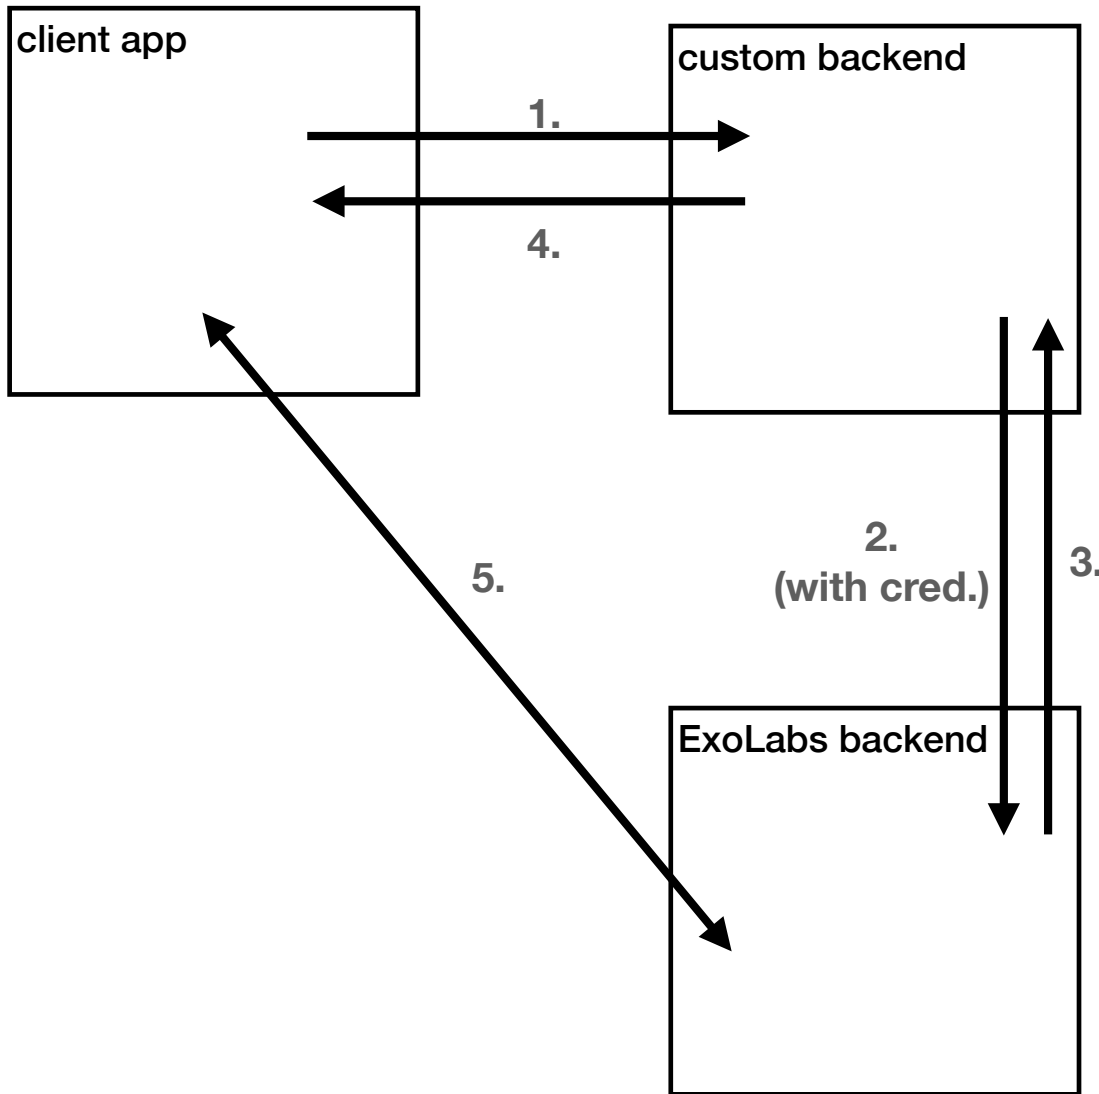 client app
custom backend
1.
4.
2.
(with cred.)
3.
5.
ExoLabs backend